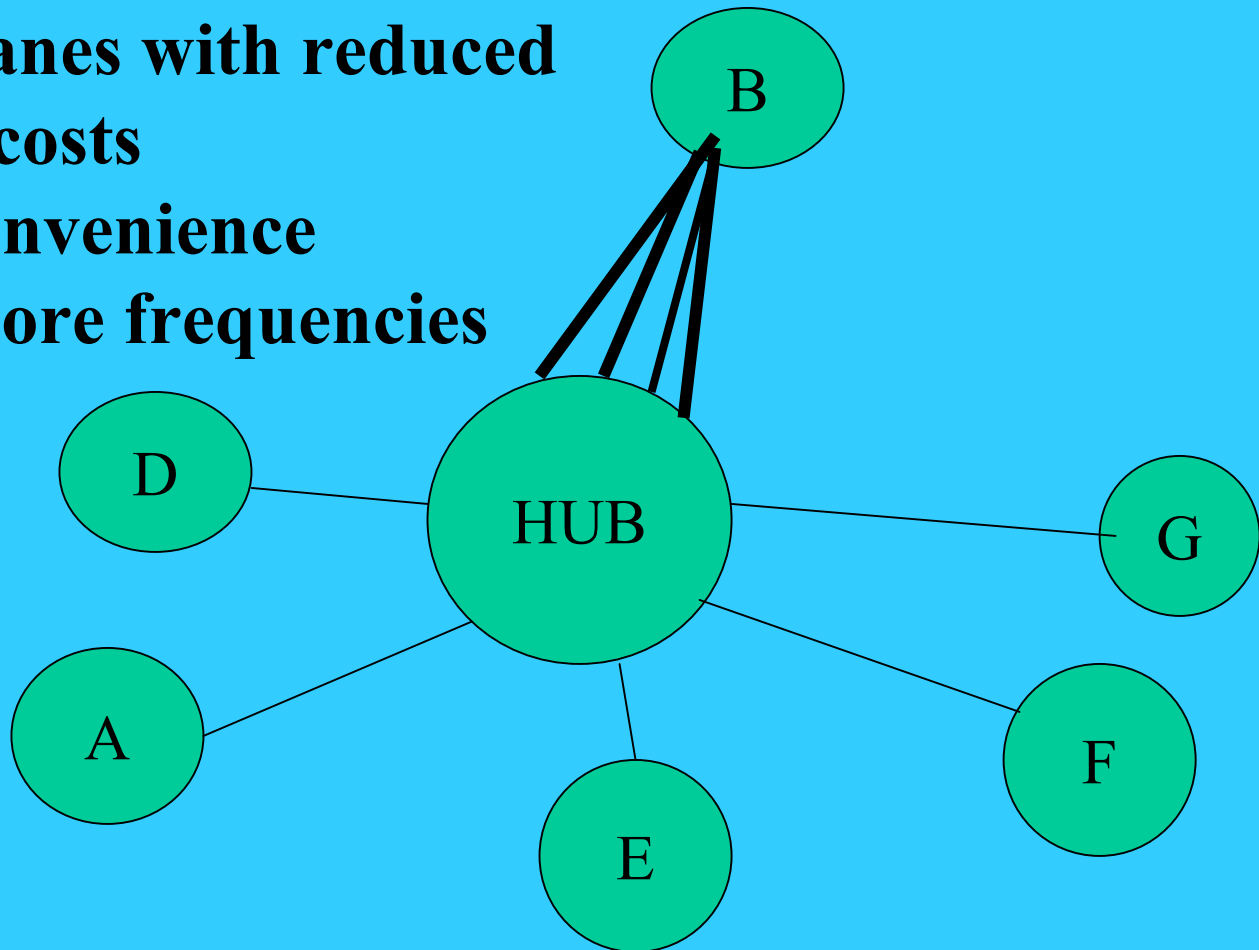 anes with reduced
costs
nvenience
ore frequencies
B
D
HUB
G
A
F
E